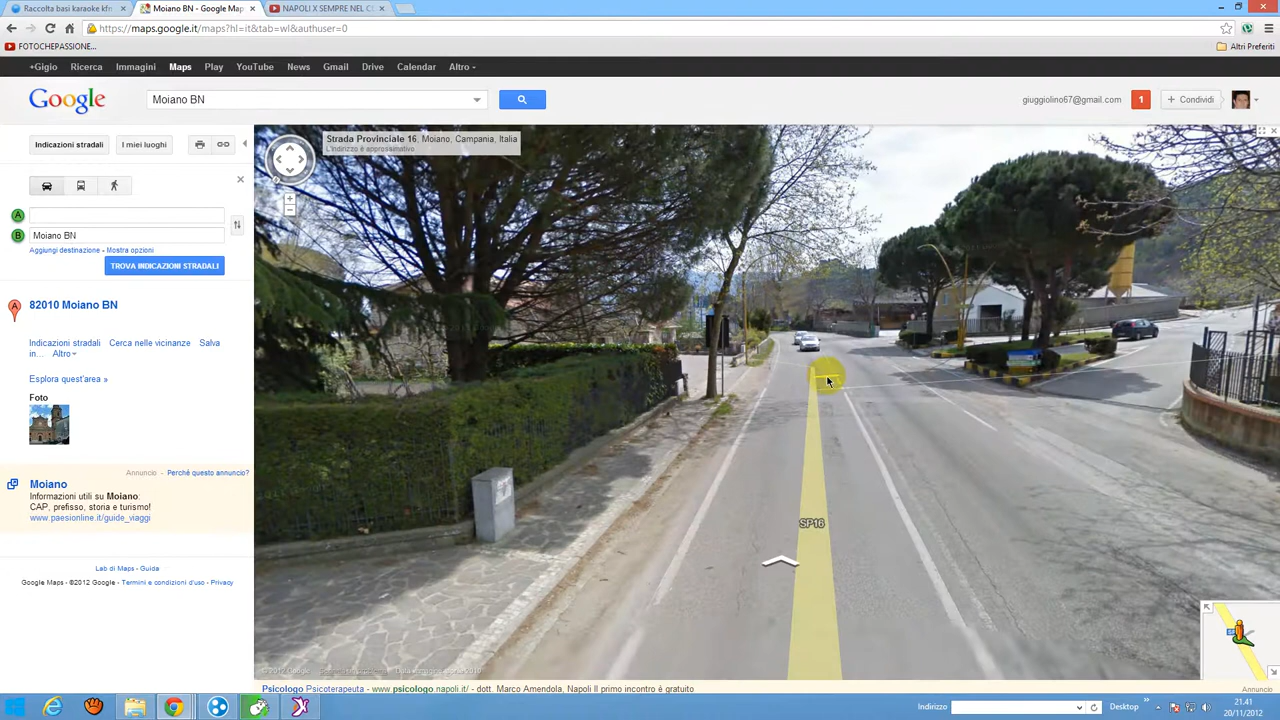 Raccolta basi karaoke kfn
Moiano BN - Google Map
NAPOLI X SEMPRE NEL C
https://maps.google.it/maps?hl=it&tab=wl&authuser=0
FOTOCHEPASSIONE...
Altri Preferiti
+Gigio Ricerca Immagini Maps Play YouTube News Gmail Drive Calendar Altro
Google
Moiano BN
giuggiolino67@gmail.com
1
+ Condividi
Indicazioni stradali
I miei luoghi
Strada Provinciale 16, Moiano, Campania, Italia
L'indirizzo è approssimativo
A
B Moiano BN
Aggiungi destinazione - Mostra opzioni
TROVA INDICAZIONI STRADALI
A
82010 Moiano BN
Indicazioni stradali Cerca nelle vicinanze Salva
in... Altro
Esplora quest'area »
Foto
Annuncio - Perché questo annuncio?
Moiano
Informazioni utili su Moiano:
CAP, prefisso, storia e turismo!
www.paesionline.it/guide_viaggi
Lab di Maps - Guida
Google Maps - ©2012 Google - Termini e condizioni d'uso - Privacy
SP16
© 2012 Google
Psicologo Psicoterapeuta - www.psicologo.napoli.it/ - dott. Marco Amendola, Napoli Il primo incontro è gratuito
Annuncio
Indirizzo
Desktop
21.41
20/11/2012